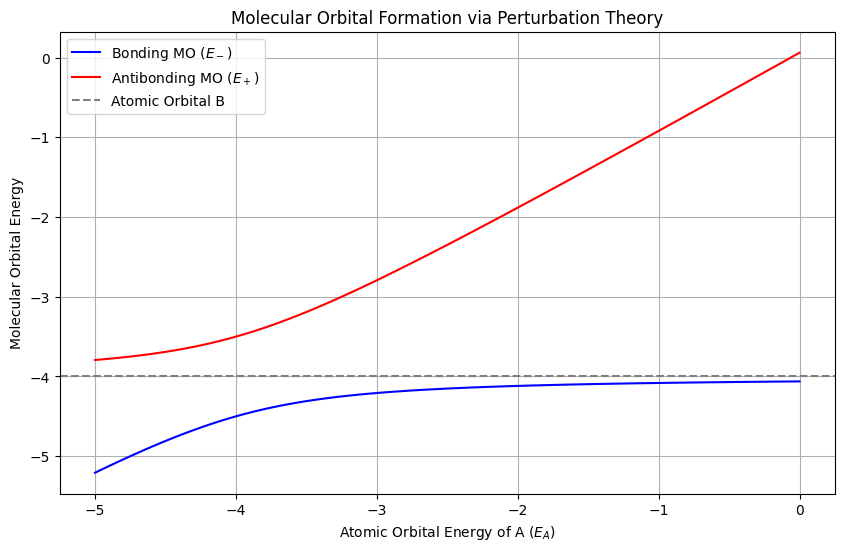 Molecular Orbital Formation via Perturbation Theory
Bonding MO (E₋)
Antibonding MO (E₊)
Atomic Orbital B
Molecular Orbital Energy
0
−1
−2
−3
−4
−5
−5
−4
−3
−2
−1
0
Atomic Orbital Energy of A (E_A)